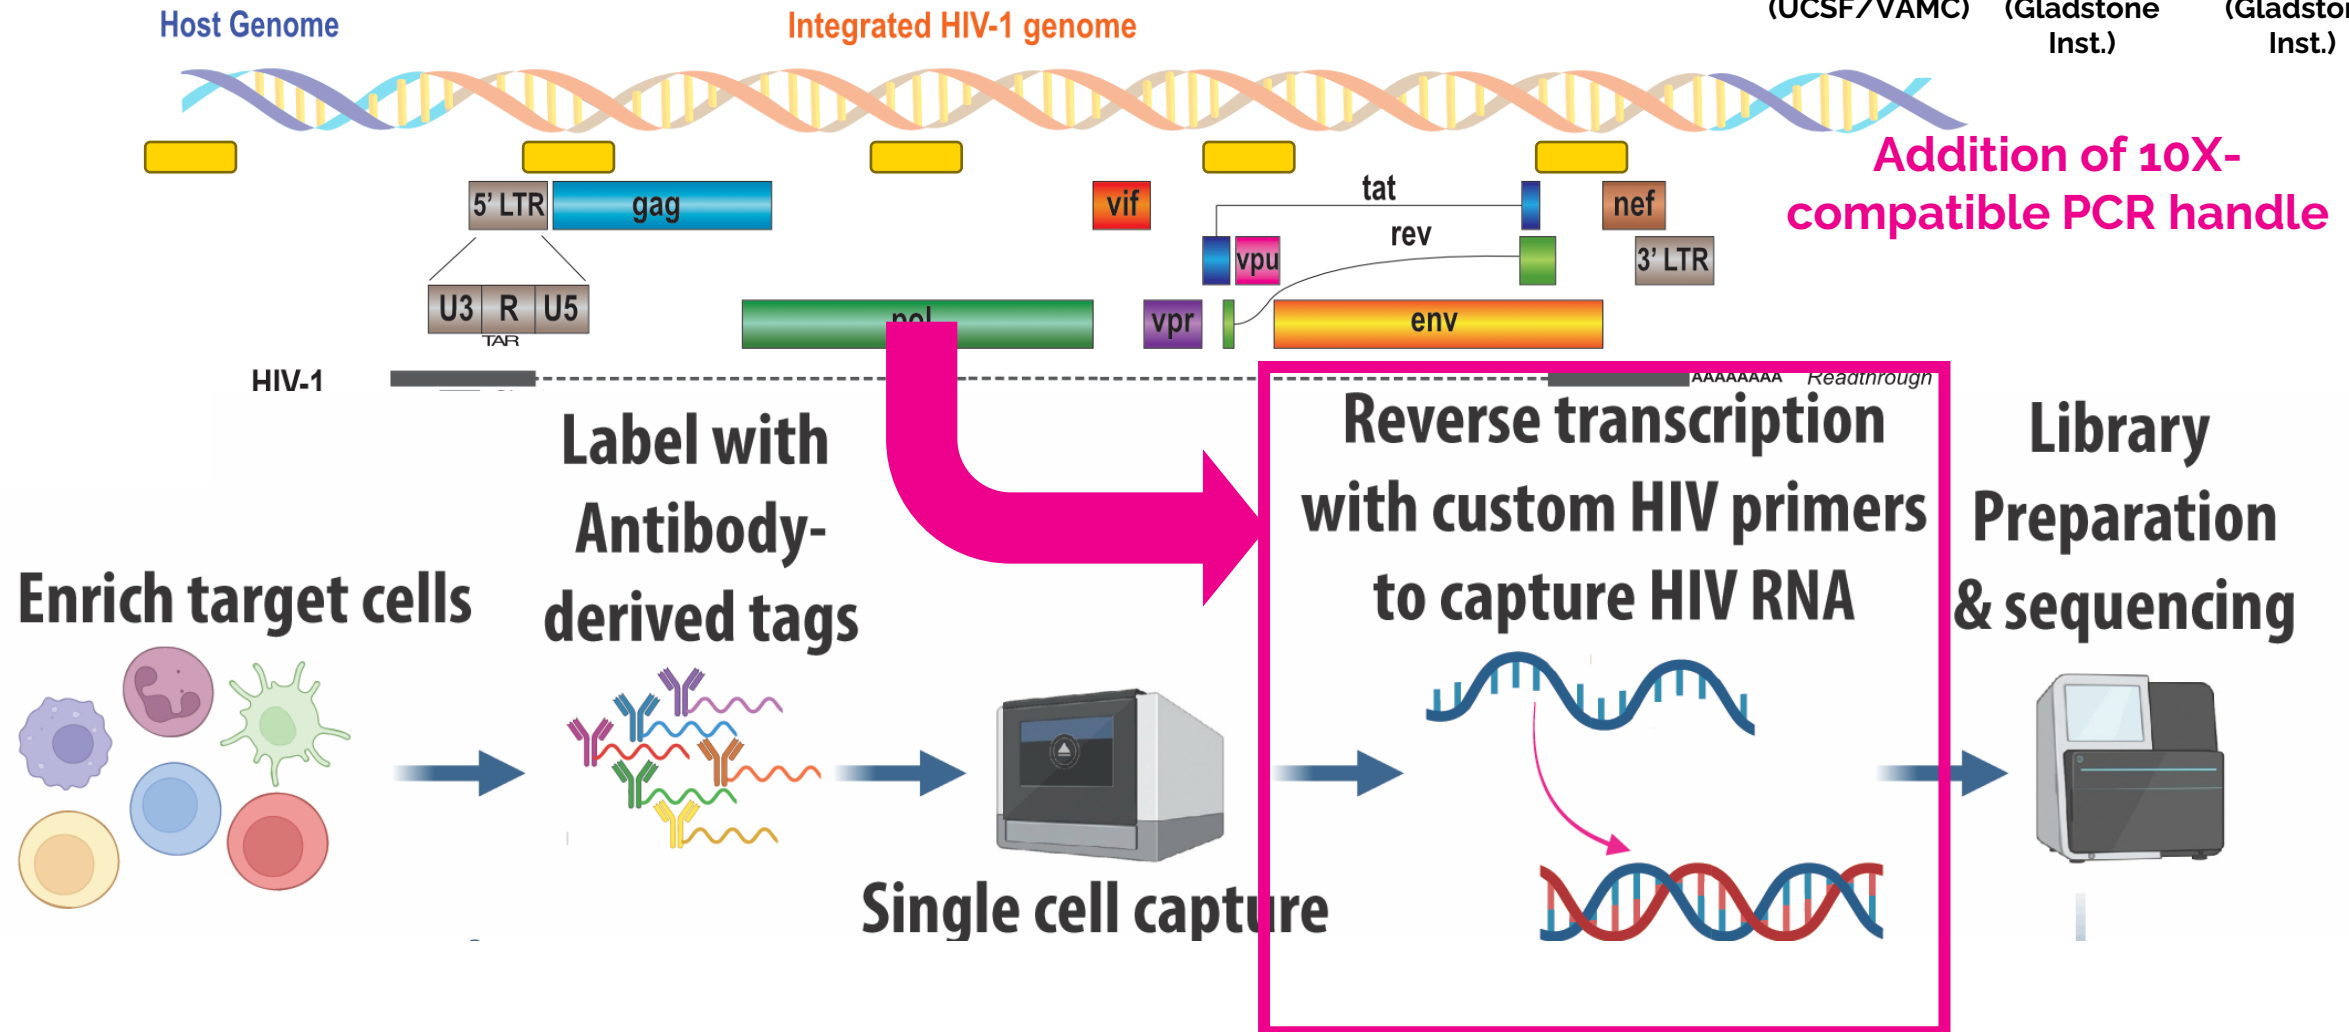 Host Genome
Integrated HIV-1 genome
(UCSF/VAMC)
(Gladstone
Inst.)
Inst.)
Addition of 10X-
compatible PCR handle
5’ LTR
gag
vif
tat
nef
rev
vpu
3’ LTR
U3
R
U5
TAR
pol
vpr
env
HIV-1
AAAAAAAA
Readthrough
Label with
Antibody-
derived tags
Reverse transcription
with custom HIV primers
to capture HIV RNA
Library
Preparation
& sequencing
Enrich target cells
Single cell capture